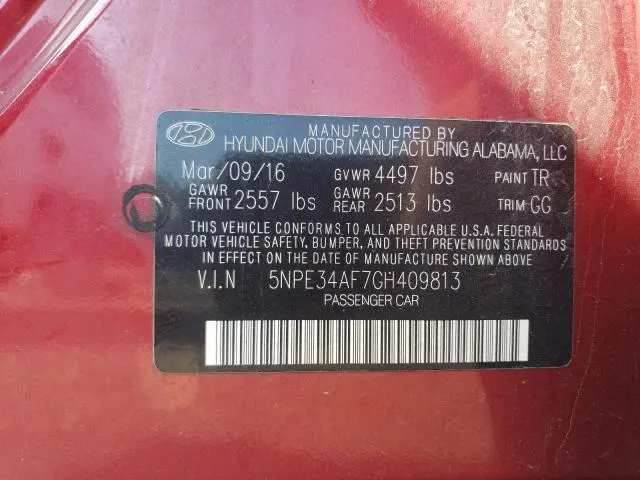 MANUFACTURED BY
HYUNDAI MOTOR MANUFACTURING ALABAMA, LLC
Mar/09/16 GVWR 4497 lbs PAINT TR
GAWR FRONT 2557 lbs GAWR REAR 2513 lbs TRIM GG
THIS VEHICLE CONFORMS TO ALL APPLICABLE U.S.A. FEDERAL
MOTOR VEHICLE SAFETY, BUMPER, AND THEFT PREVENTION
STANDARDS IN EFFECT ON THE DATE OF MANUFACTURE SHOWN ABOVE
V.I.N 5NPE34AF7GH409813
PASSENGER CAR